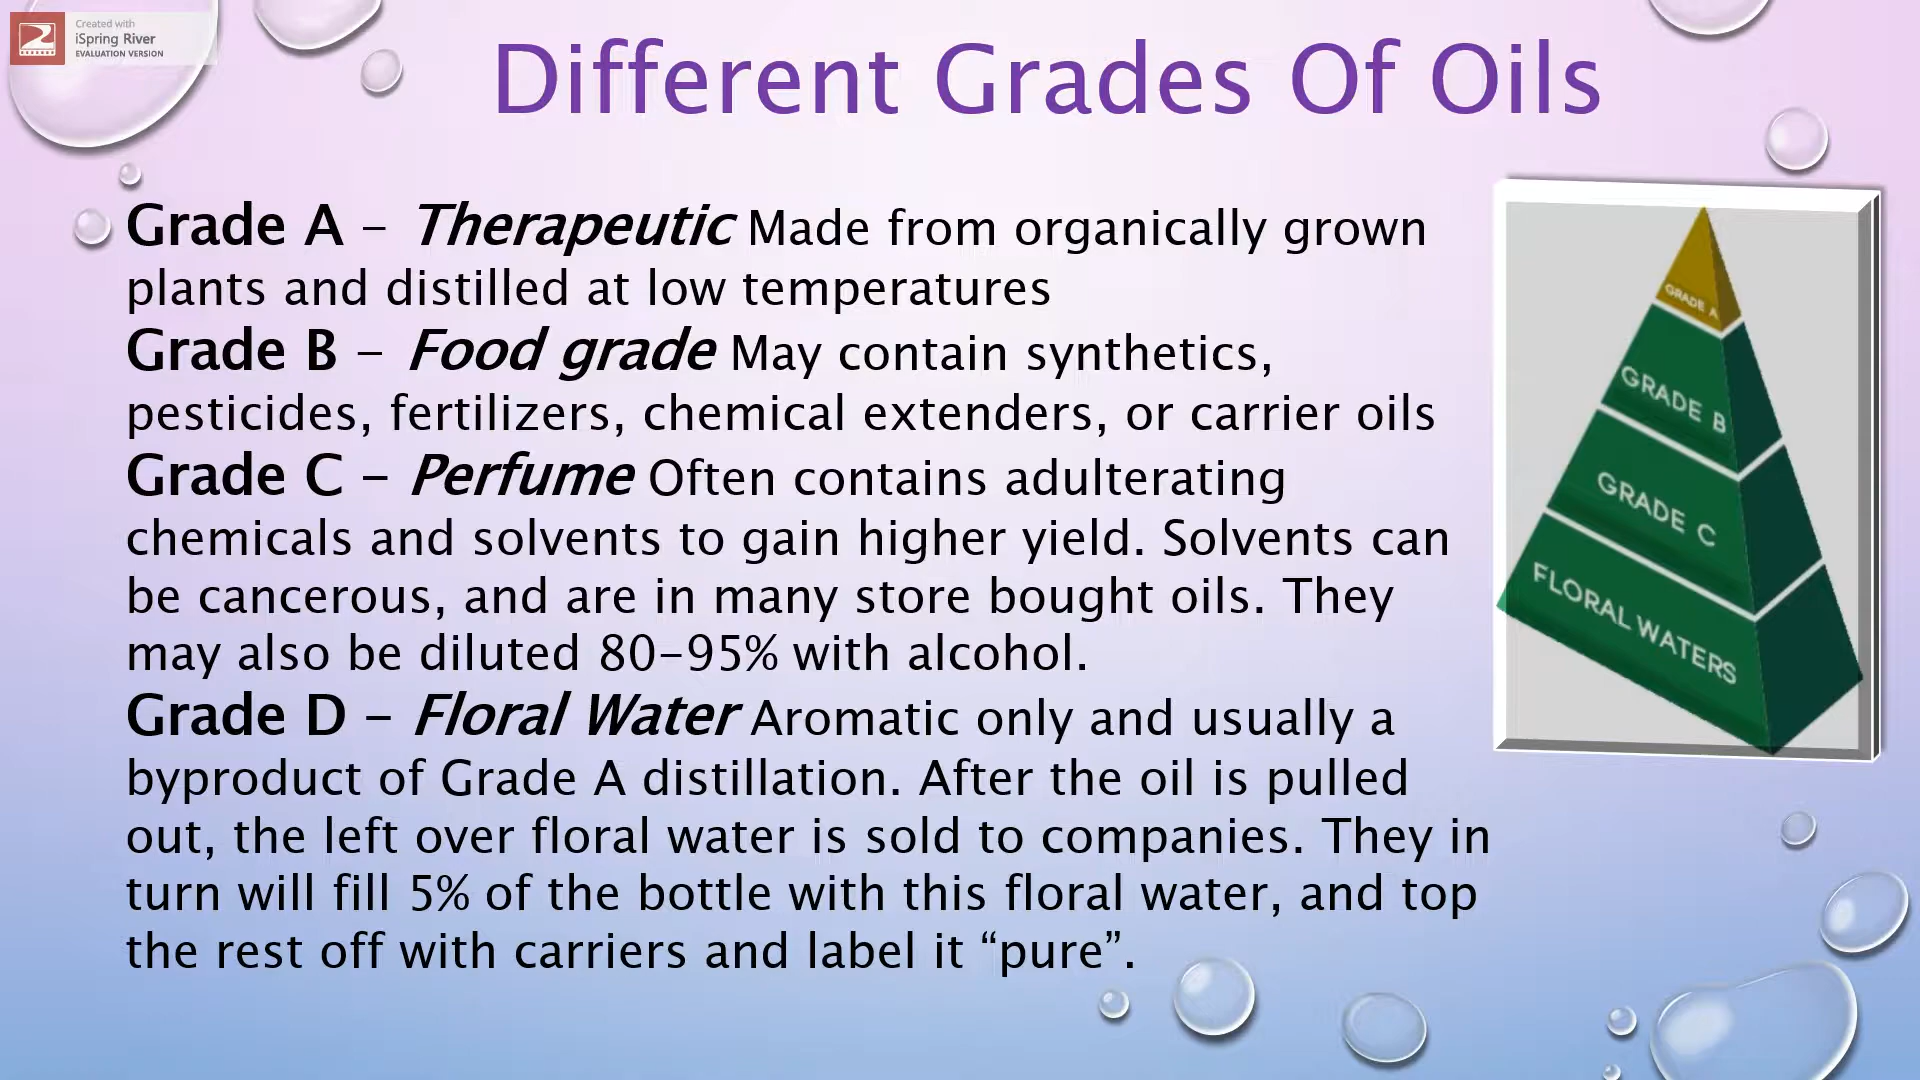 Created with
iSpring River
EVALUATION VERSION
Different Grades Of Oils
Grade A – Therapeutic Made from organically grown
plants and distilled at low temperatures
Grade B – Food grade May contain synthetics,
pesticides, fertilizers, chemical extenders, or carrier oils
Grade C – Perfume Often contains adulterating
chemicals and solvents to gain higher yield. Solvents can
be cancerous, and are in many store bought oils. They
may also be diluted 80–95% with alcohol.
Grade D – Floral Water Aromatic only and usually a
byproduct of Grade A distillation. After the oil is pulled
out, the left over floral water is sold to companies. They in
turn will fill 5% of the bottle with this floral water, and top
the rest off with carriers and label it “pure”.
GRADE A
GRADE B
GRADE C
FLORAL WATERS